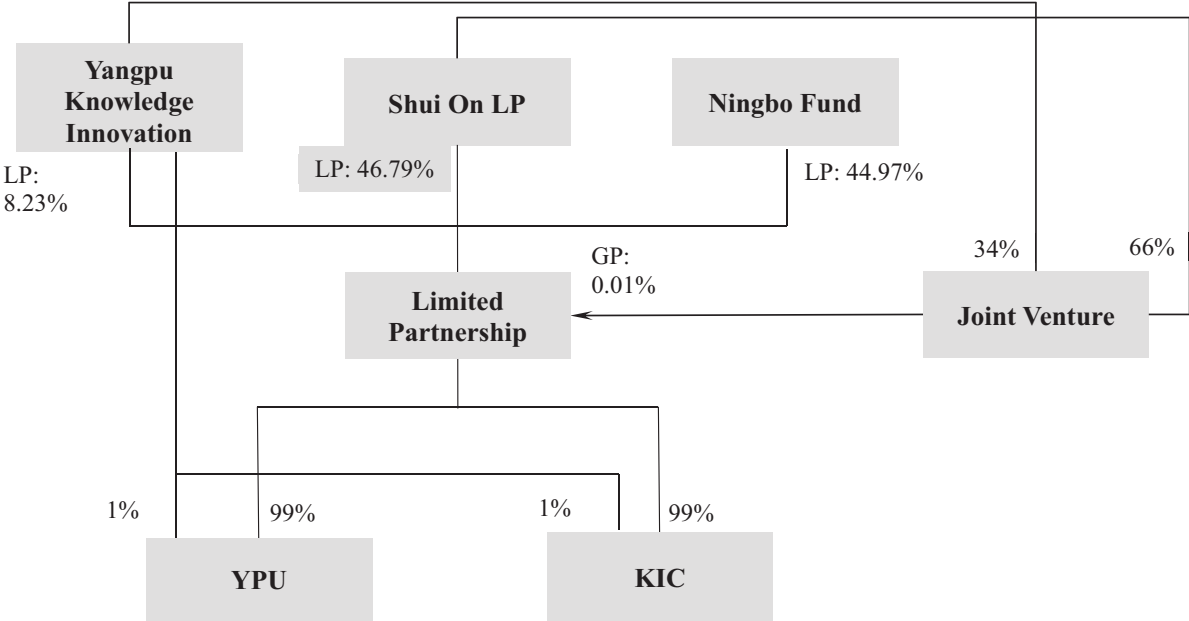 Yangpu
Knowledge
Innovation
Shui On LP
Ningbo Fund
LP:
8.23%
LP: 46.79%
LP: 44.97%
GP:
0.01%
34%
66%
Limited
Partnership
Joint Venture
1%
99%
1%
99%
YPU
KIC